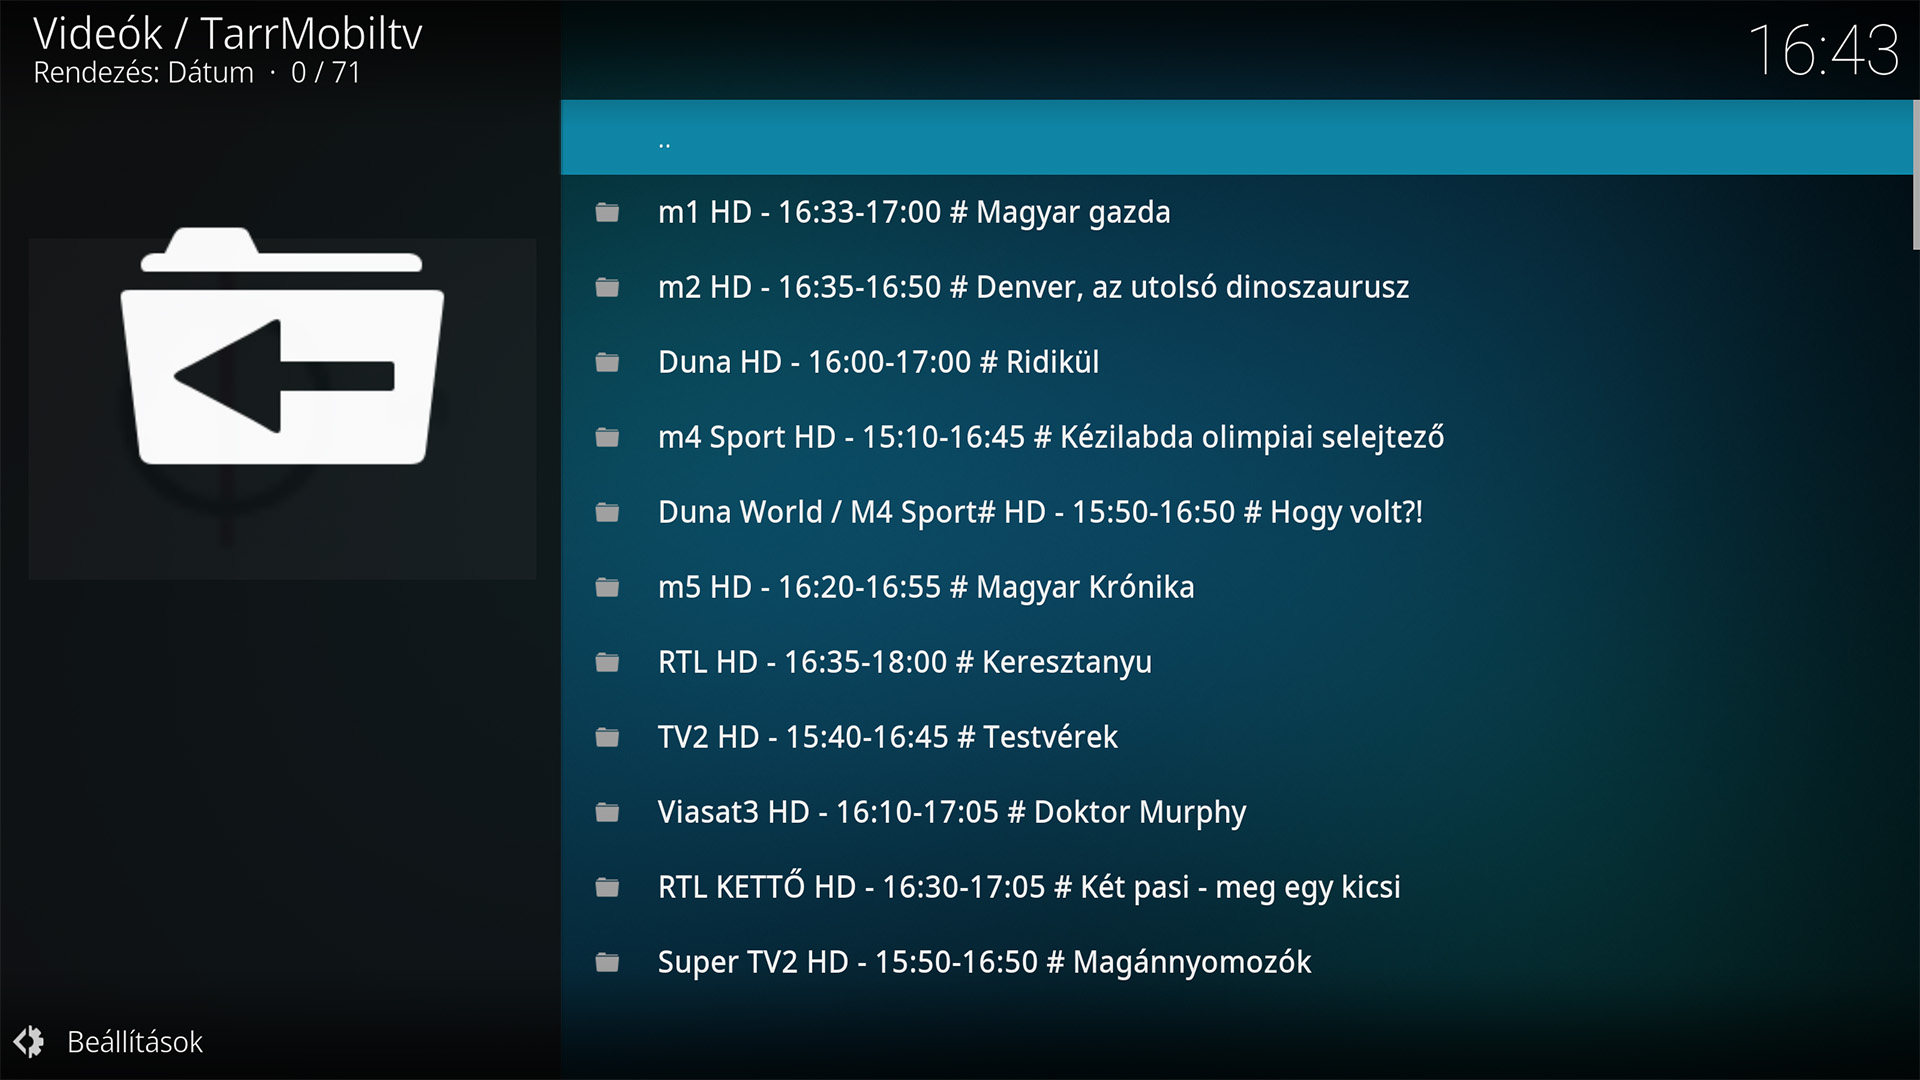 Videók / TarrMobiltv
Rendezés: Dátum · 0 / 71
16:43
..
m1 HD - 16:33-17:00 # Magyar gazda
m2 HD - 16:35-16:50 # Denver, az utolsó dinoszaurusz
Duna HD - 16:00-17:00 # Ridikül
m4 Sport HD - 15:10-16:45 # Kézilabda olimpiai selejtező
Duna World / M4 Sport# HD - 15:50-16:50 # Hogy volt?!
m5 HD - 16:20-16:55 # Magyar Krónika
RTL HD - 16:35-18:00 # Keresztanyu
TV2 HD - 15:40-16:45 # Testvérek
Viasat3 HD - 16:10-17:05 # Doktor Murphy
RTL KETTŐ HD - 16:30-17:05 # Két pasi - meg egy kicsi
Super TV2 HD - 15:50-16:50 # Magánnyomozók
Beállítások